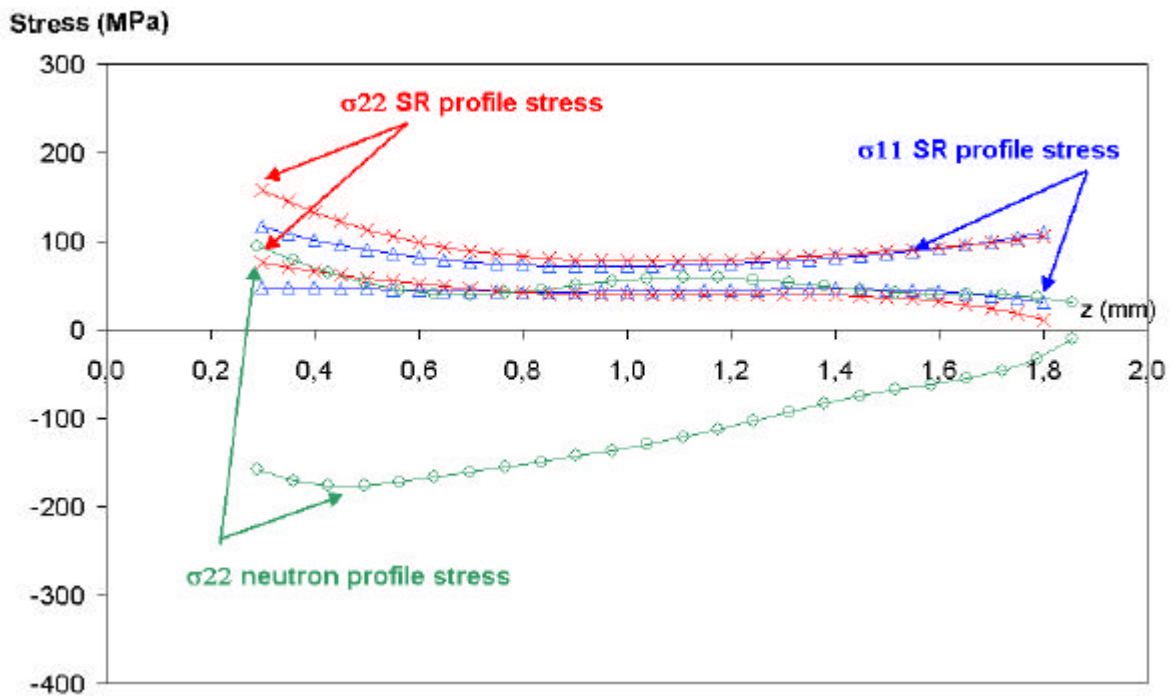 Stress (MPa)
300
σ22 SR profile stress
200
σ11 SR profile stress
100
0
z (mm)
0,0 0,2 0,4 0,6 0,8 1,0 1,2 1,4 1,6 1,8 2,0
-100
-200
σ22 neutron profile stress
-300
-400